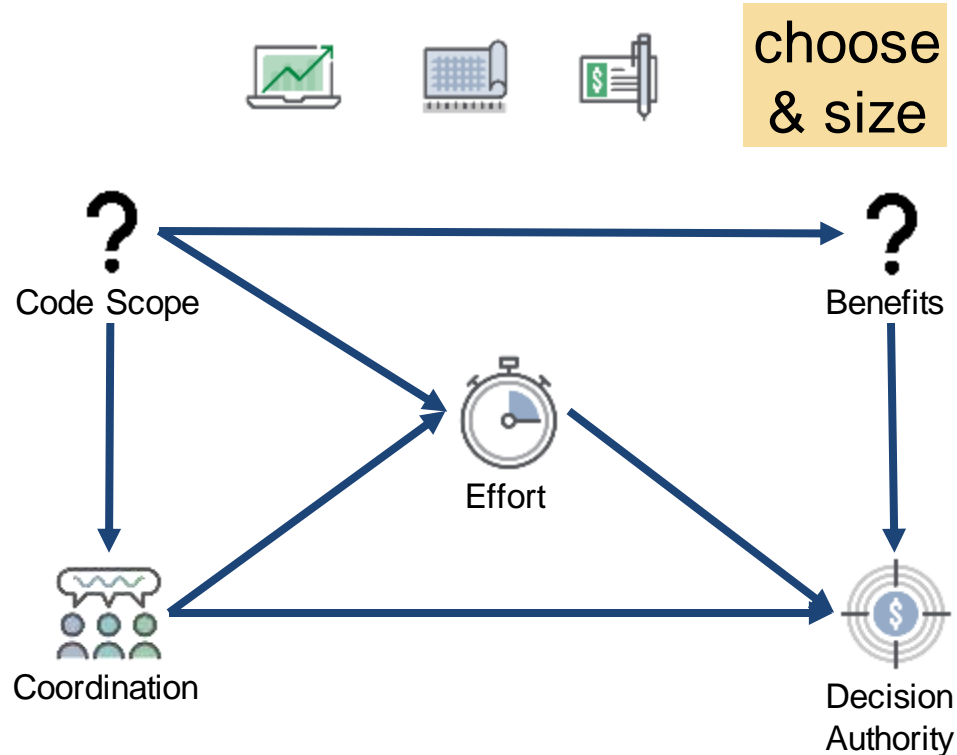 choose
& size
$
?
?
Code Scope
Benefits
Effort
$
Coordination
Decision
Authority